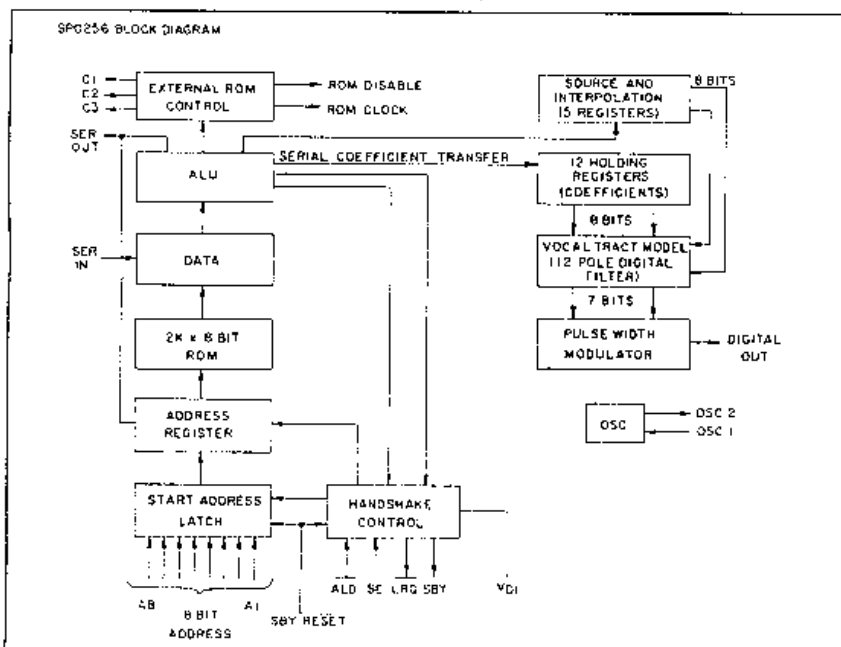 SP0256 BLOCK DIAGRAM
C1
C2
C3
EXTERNAL ROM
CONTROL
ROM DISABLE
ROM CLOCK
SER
OUT
ALU
SERIAL COEFFICIENT TRANSFER
SOURCE AND
INTERPOLATION
(5 REGISTERS)
8 BITS
12 HOLDING
REGISTERS
(COEFFICIENTS)
8 BITS
SER
IN
DATA
VOCAL TRACT MODEL
(12 POLE DIGITAL
FILTER)
7 BITS
2K x 8 BIT
ROM
PULSE WIDTH
MODULATOR
DIGITAL
OUT
ADDRESS
REGISTER
OSC
OSC 2
OSC 1
START ADDRESS
LATCH
HANDSHAKE
CONTROL
A8
A1
8 BIT
ADDRESS
SBY RESET
ALD
SE
LRQ
SBY
VD1